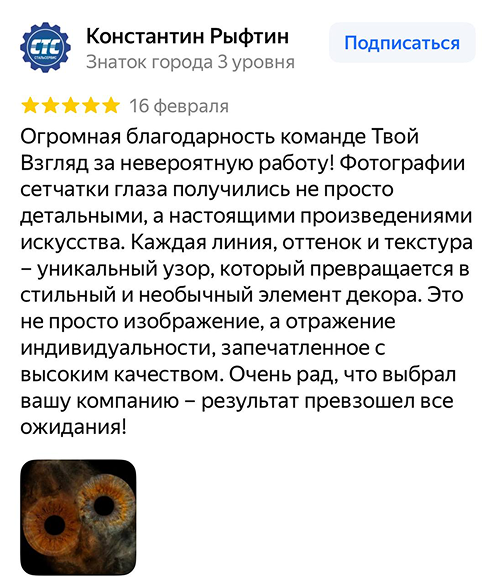 Константин Рыфтин
Подписаться
СТС
СТАЛЬСЕРВИС
Знаток города 3 уровня
16 февраля
Огромная благодарность команде Твой
Взгляд за невероятную работу! Фотографии
сетчатки глаза получились не просто
детальными, а настоящими произведениями
искусства. Каждая линия, оттенок и текстура
– уникальный узор, который превращается в
стильный и необычный элемент декора. Это
не просто изображение, а отражение
индивидуальности, запечатленное с
высоким качеством. Очень рад, что выбрал
вашу компанию – результат превзошел все
ожидания!